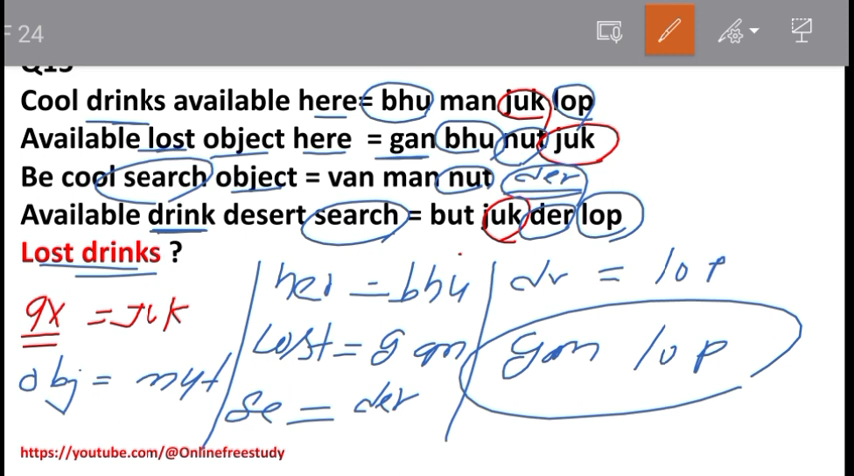 F 24
Q15
Cool drinks available here= bhu man juk lop
Available lost object here = gan bhu nut juk
Be cool search object = van man nut der
Available drink desert search = but juk der lop
Lost drinks ?
her = bhu
dr = lop
qx = Juk
Lost = gan
gan lop
obj = nut
se = der
https://youtube.com/@Onlinefreestudy